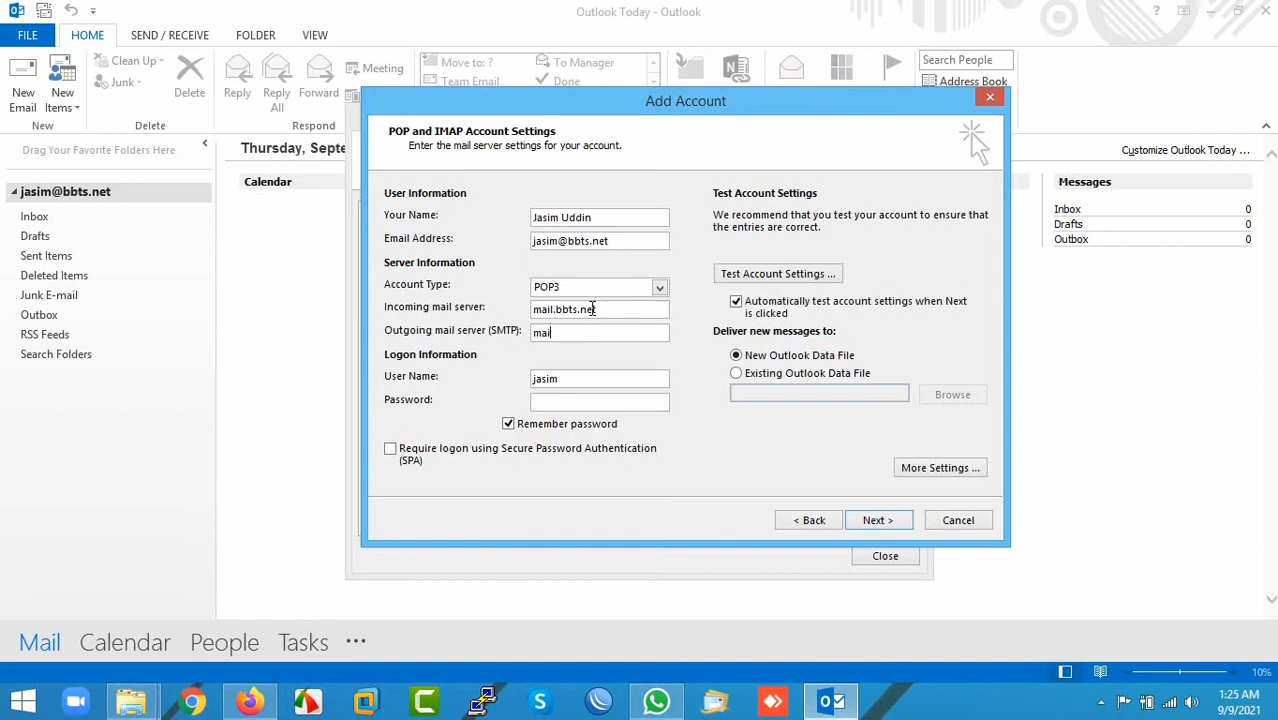 Outlook Today - Outlook
FILE HOME SEND / RECEIVE FOLDER VIEW
New Email
New Items
Clean Up
Junk
Delete
Reply
Reply All
Forward
Meeting
Move to: ?
Team Email
To Manager
Done
Search People
Address Book
New Delete Respond
Drag Your Favorite Folders Here
jasim@bbts.net
Inbox
Drafts
Sent Items
Deleted Items
Junk E-mail
Outbox
RSS Feeds
Search Folders
Thursday, Septe
Customize Outlook Today ...
Calendar
Messages
Inbox 0
Drafts 0
Outbox 0
Add Account
POP and IMAP Account Settings
Enter the mail server settings for your account.
User Information
Your Name: Jasim Uddin
Email Address: jasim@bbts.net
Server Information
Account Type: POP3
Incoming mail server: mail.bbts.net
Outgoing mail server (SMTP): mai
Logon Information
User Name: jasim
Password:
Remember password
Require logon using Secure Password Authentication
(SPA)
Test Account Settings
We recommend that you test your account to ensure that
the entries are correct.
Test Account Settings ...
Automatically test account settings when Next
is clicked
Deliver new messages to:
New Outlook Data File
Existing Outlook Data File
Browse
More Settings ...
< Back Next > Cancel
Close
Mail Calendar People Tasks •••
10%
1:25 AM
9/9/2021